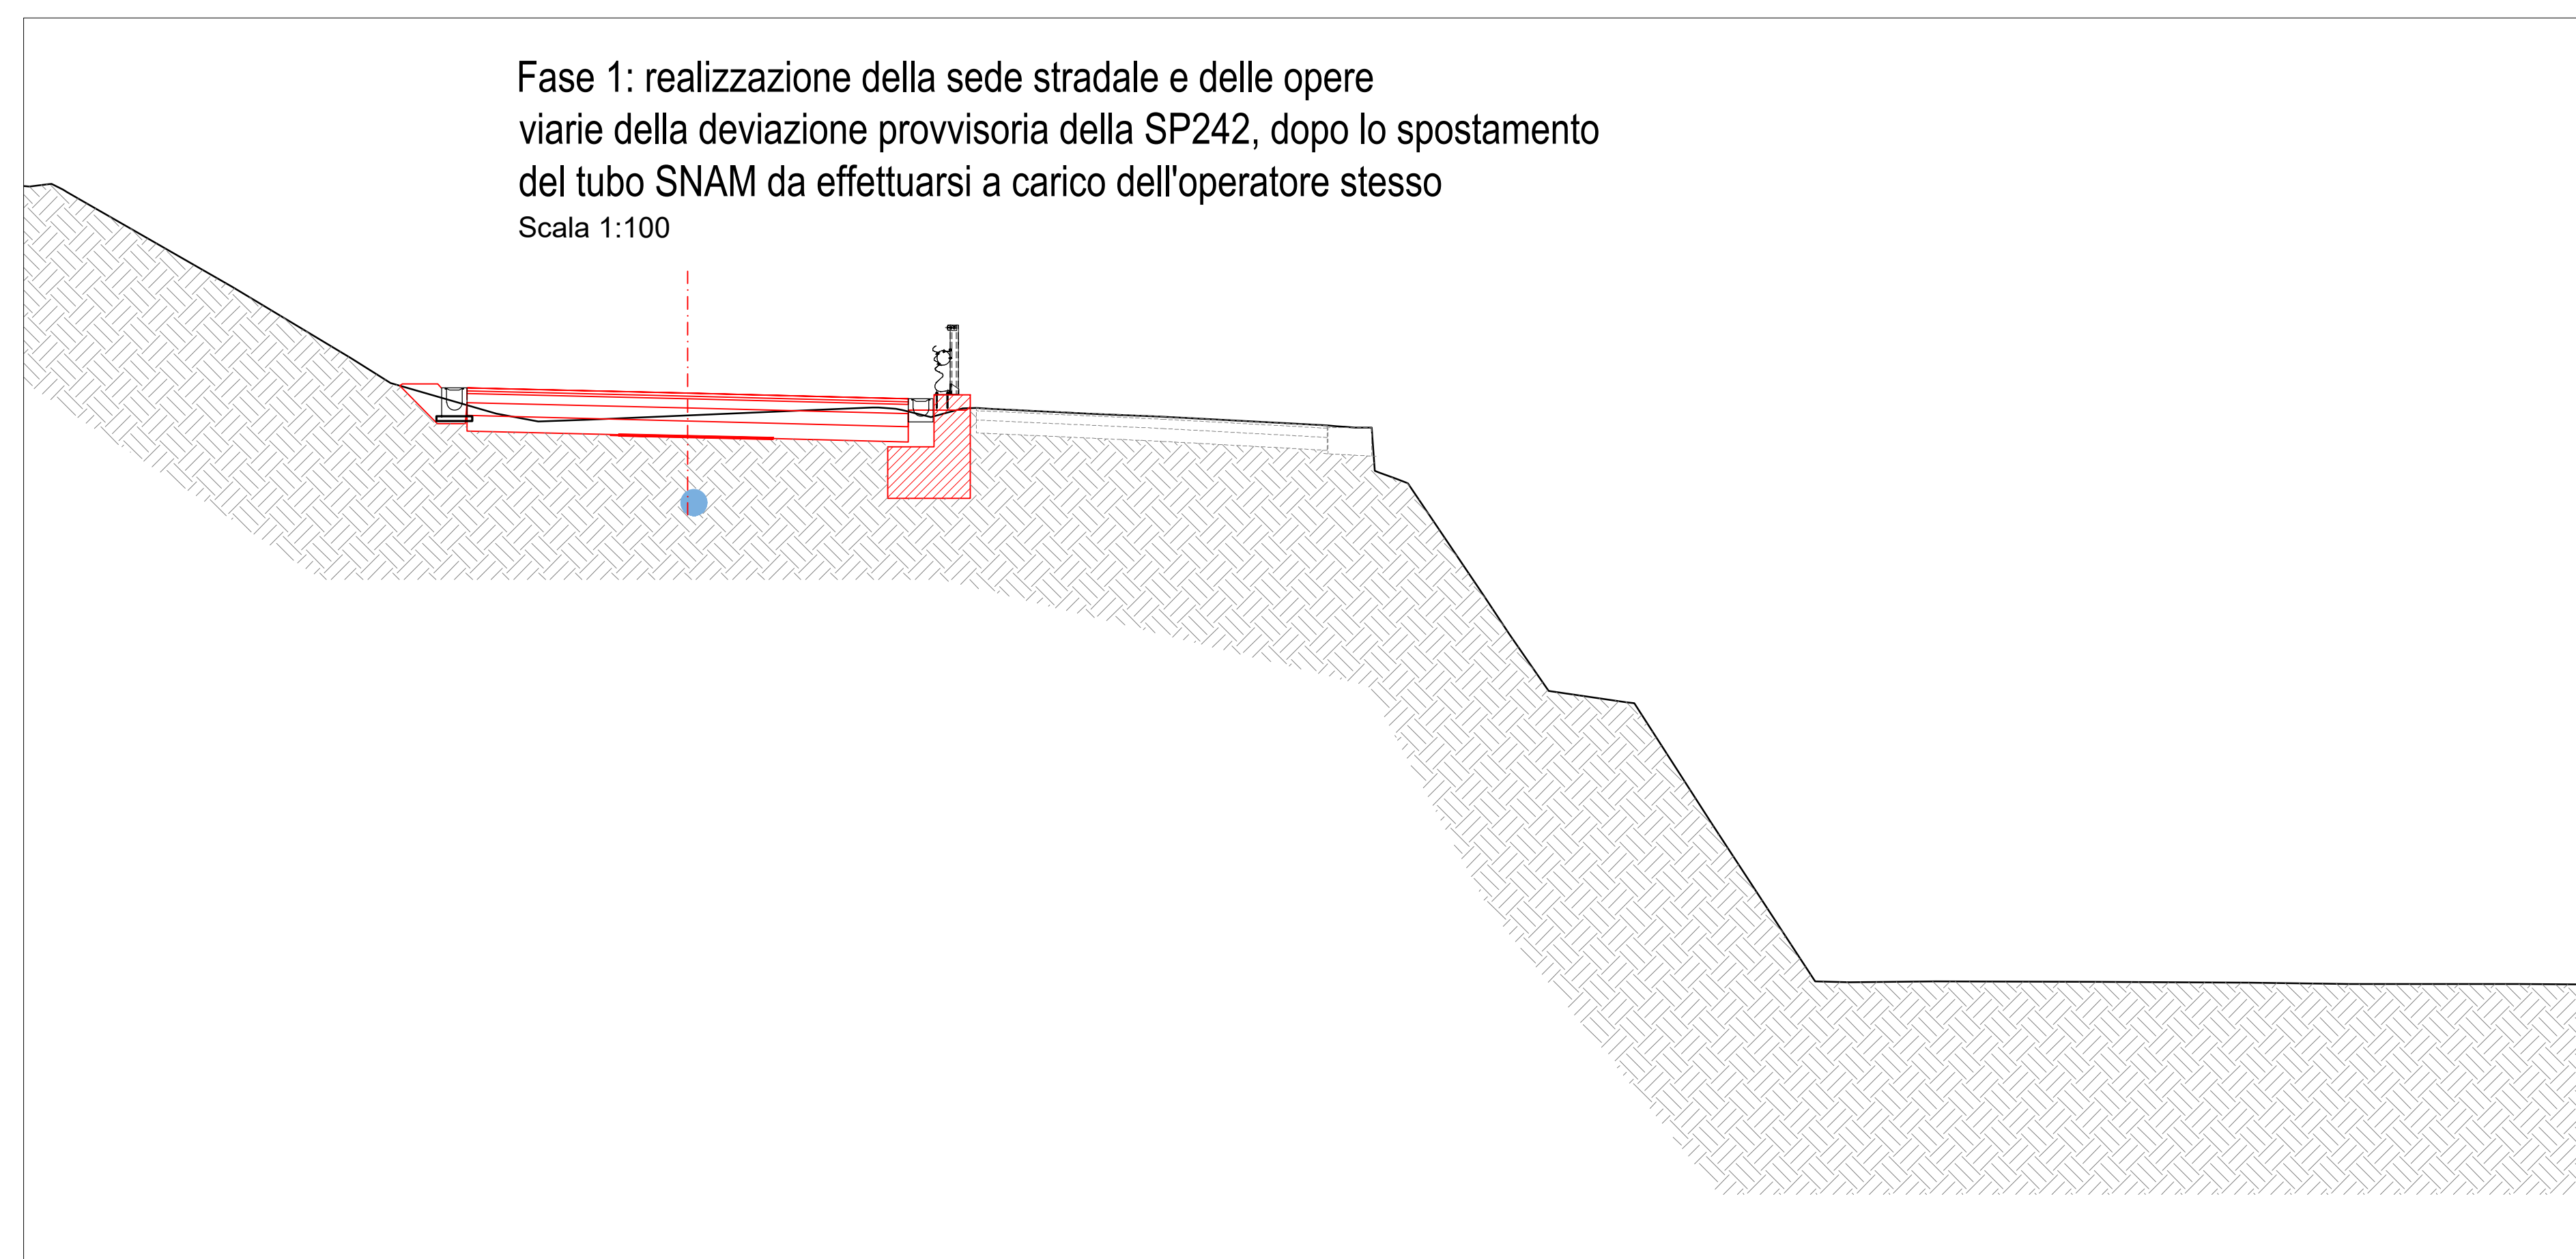 Fase 1: realizzazione della sede stradale e delle opere
viarie della deviazione provvisoria della SP242, dopo lo spostamento
del tubo SNAM da effettuarsi a carico dell'operatore stesso
Scala 1:100